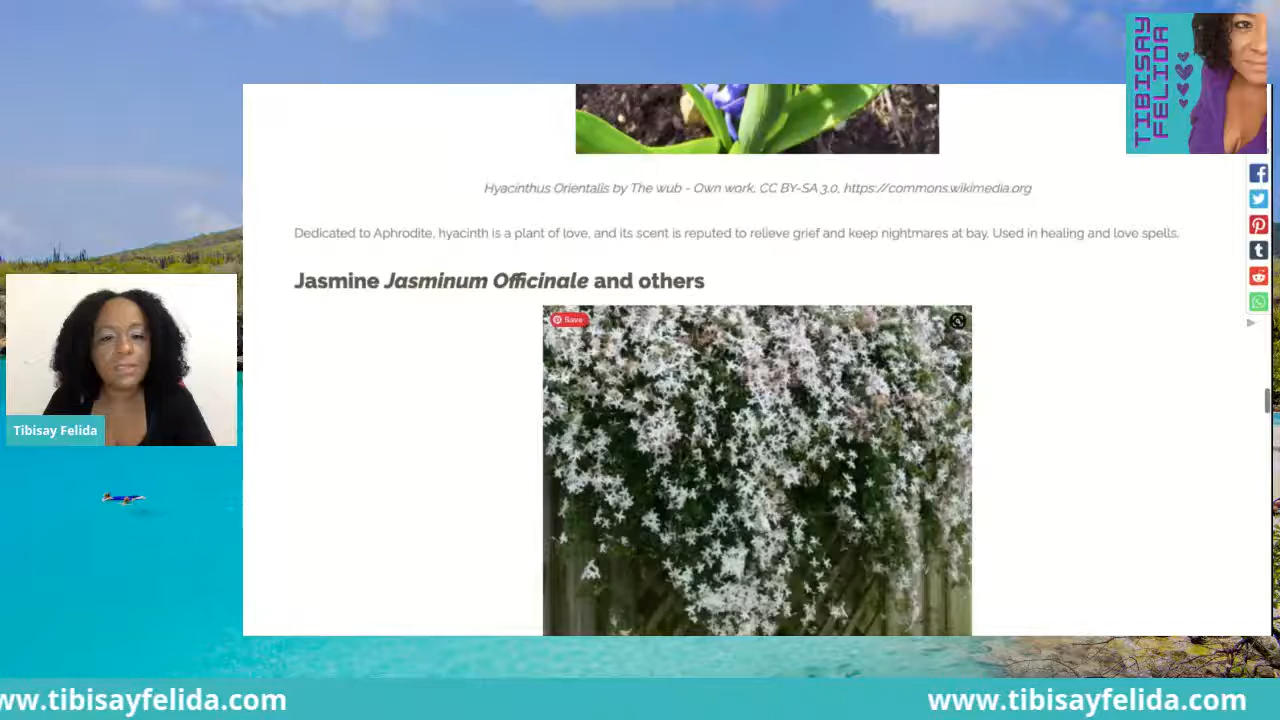 TIBISAY
FELIDA
Hyacinthus Orientalis by The wub - Own work, CC BY-SA 3.0, https://commons.wikimedia.org
Dedicated to Aphrodite, hyacinth is a plant of love, and its scent is reputed to relieve grief and keep nightmares at bay. Used in healing and love spells.
Jasmine Jasminum Officinale and others
Save
Tibisay Felida
ww.tibisayfelida.com
www.tibisayfelida.com